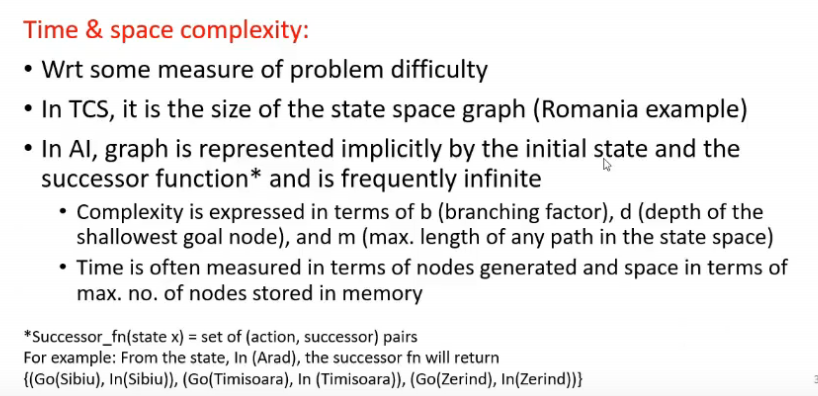 Time & space complexity:
• Wrt some measure of problem difficulty
• In TCS, it is the size of the state space graph (Romania example)
• In AI, graph is represented implicitly by the initial state and the
successor function* and is frequently infinite
• Complexity is expressed in terms of b (branching factor), d (depth of the
shallowest goal node), and m (max. length of any path in the state space)
• Time is often measured in terms of nodes generated and space in terms of
max. no. of nodes stored in memory
*Successor_fn(state x) = set of (action, successor) pairs
For example: From the state, In (Arad), the successor fn will return
{(Go(Sibiu), In(Sibiu)), (Go(Timisoara), In (Timisoara)), (Go(Zerind), In(Zerind))}